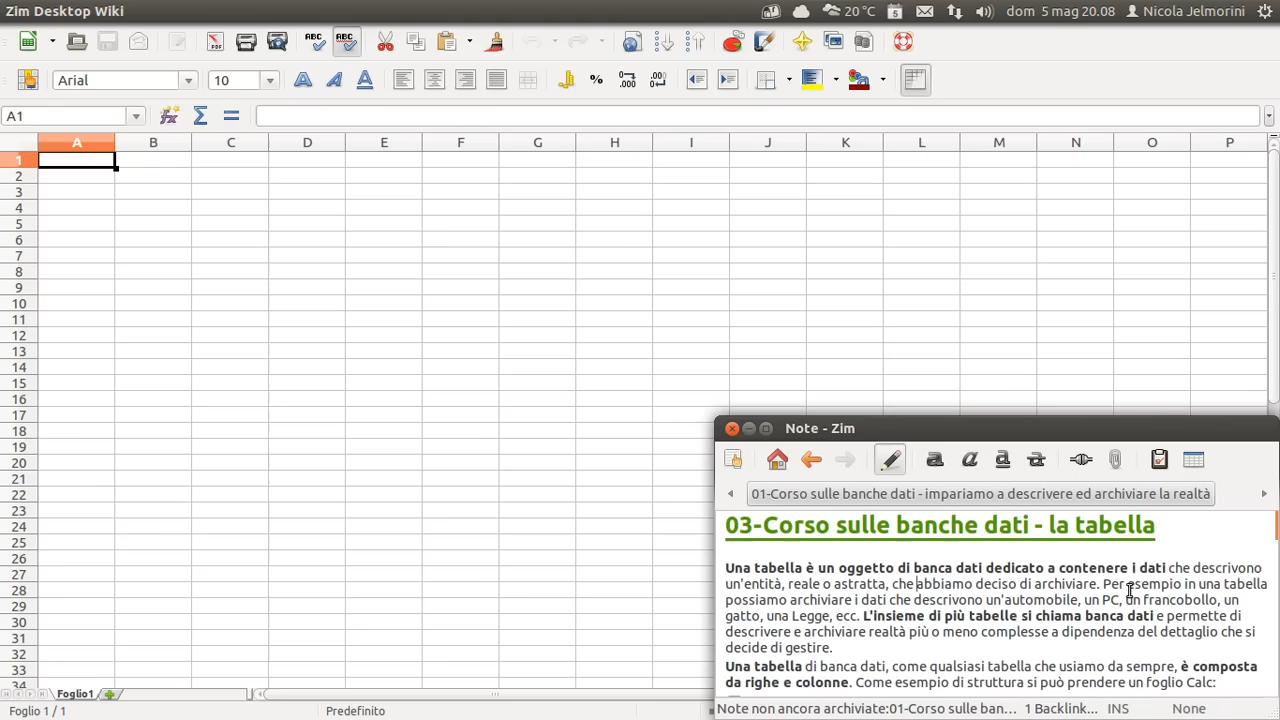 Zim Desktop Wiki
20 °C
5
dom 5 mag 20.08
Nicola Jelmorini
ABC
ABC
Arial
10
%
A1
A B C D E F G H I J K L M N O P
1
2
3
4
5
6
7
8
9
10
11
12
13
14
15
16
17
18
19
20
21
22
23
24
25
26
27
28
29
30
31
32
33
34
Foglio1
Foglio 1 / 1
Predefinito
Note - Zim
01-Corso sulle banche dati - impariamo a descrivere ed archiviare la realtà
03-Corso sulle banche dati - la tabella
Una tabella è un oggetto di banca dati dedicato a contenere i dati che descrivono
un'entità, reale o astratta, che abbiamo deciso di archiviare. Per esempio in una tabella
possiamo archiviare i dati che descrivono un'automobile, un PC, un francobollo, un
gatto, una Legge, ecc. L'insieme di più tabelle si chiama banca dati e permette di
descrivere e archiviare realtà più o meno complesse a dipendenza del dettaglio che si
decide di gestire.
Una tabella di banca dati, come qualsiasi tabella che usiamo da sempre, è composta
da righe e colonne. Come esempio di struttura si può prendere un foglio Calc:
Note non ancora archiviate:01-Corso sulle ban...
1 Backlink...
INS
None